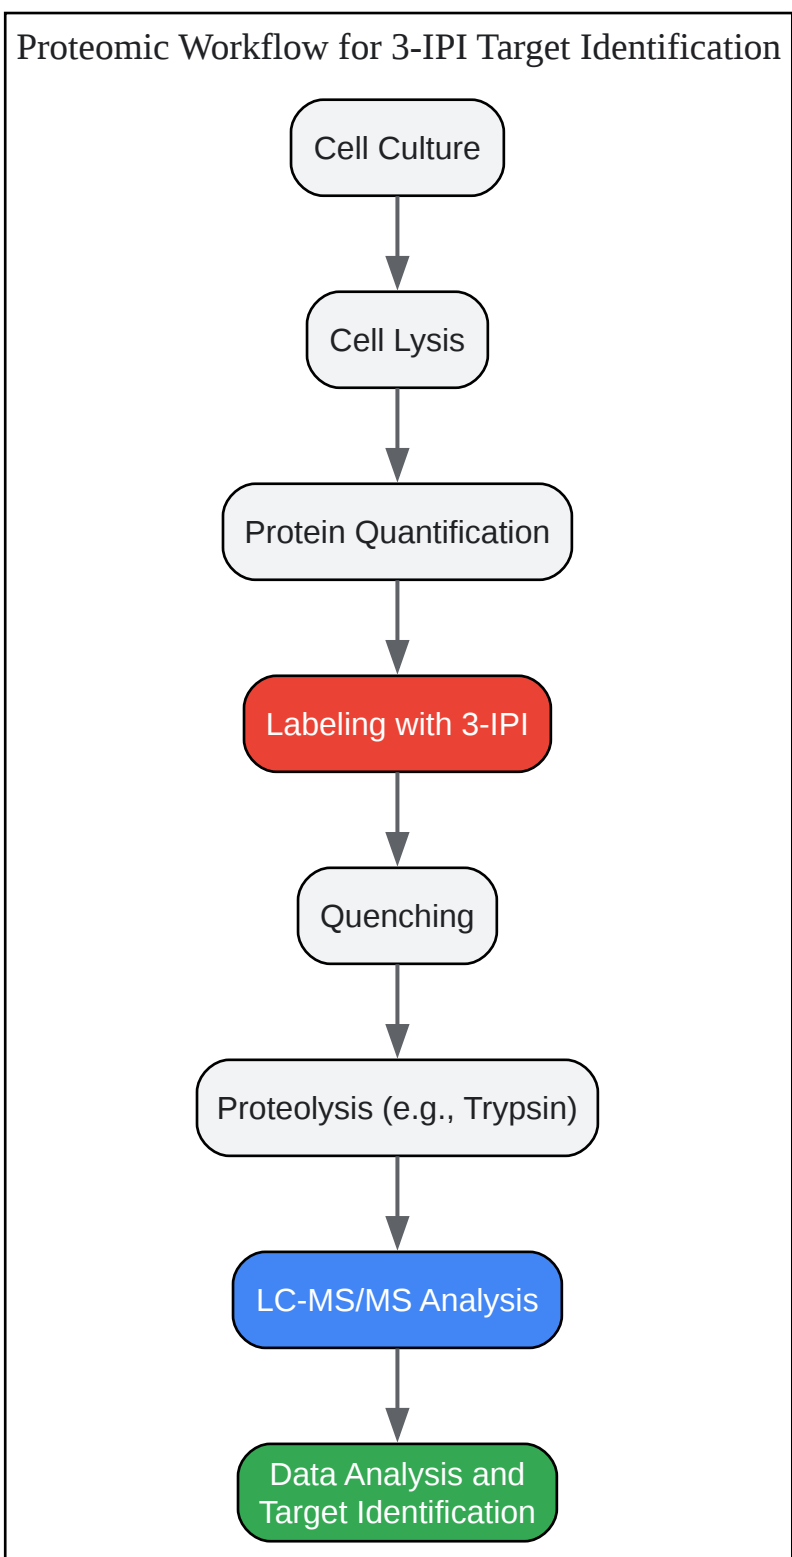 Proteomic Workflow for 3-IPI Target Identification
Cell Culture
Cell Lysis
Protein Quantification
Labeling with 3-IPI
Quenching
Proteolysis (e.g., Trypsin)
LC-MS/MS Analysis
Data Analysis and
Target Identification